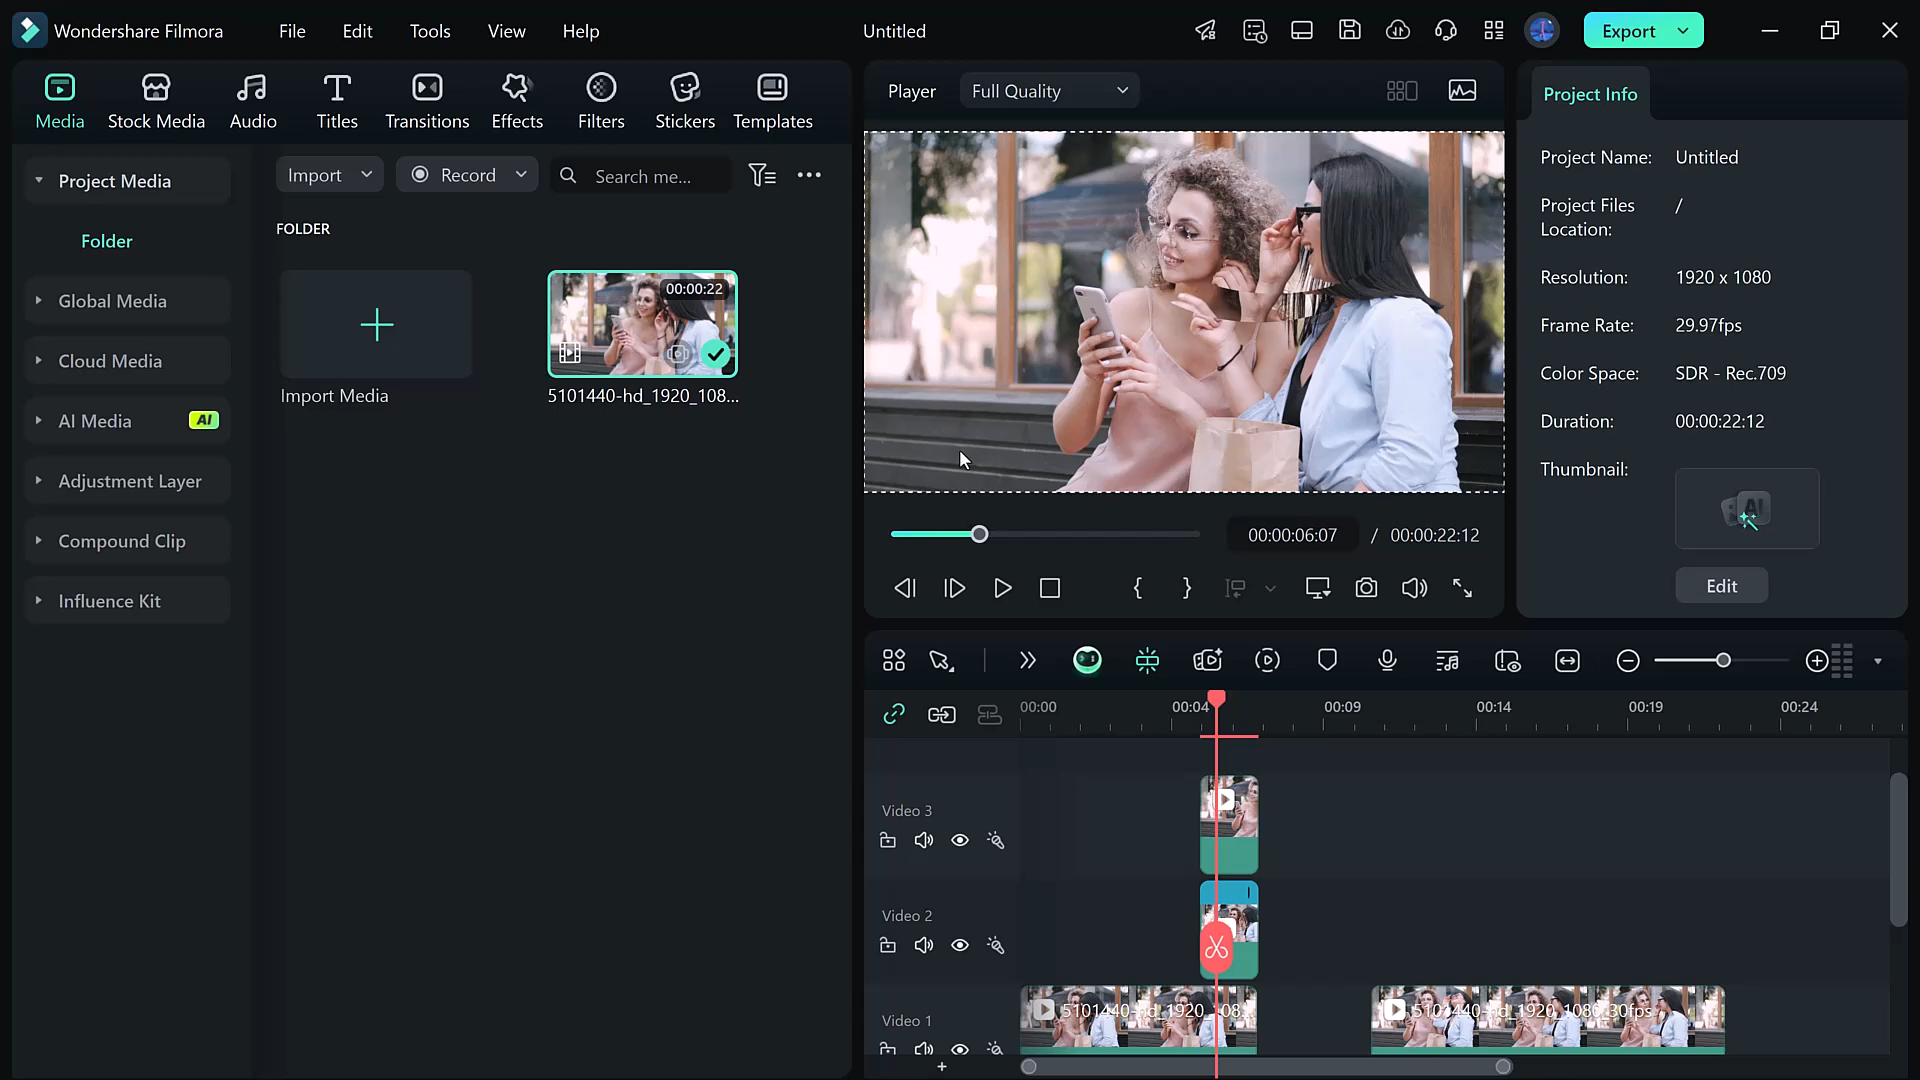 Wondershare Filmora
File
Edit
Tools
View
Help
Untitled
Export
Media
Stock Media
Audio
Titles
Transitions
Effects
Filters
Stickers
Templates
Player
Full Quality
Project Info
Project Media
Folder
Global Media
Cloud Media
AI Media
AI
Adjustment Layer
Compound Clip
Influence Kit
Import
Record
Search me...
FOLDER
Import Media
00:00:22
5101440-hd_1920_108...
00:00:06:07
/
00:00:22:12
Project Name:
Untitled
Project Files
Location:
/
Resolution:
1920 x 1080
Frame Rate:
29.97fps
Color Space:
SDR - Rec.709
Duration:
00:00:22:12
Thumbnail:
AI
Edit
00:00
00:04
00:09
00:14
00:19
00:24
Video 3
Video 2
Video 1
5101440-hd_1920_108...
5101440-hd_1920_1080_30fps